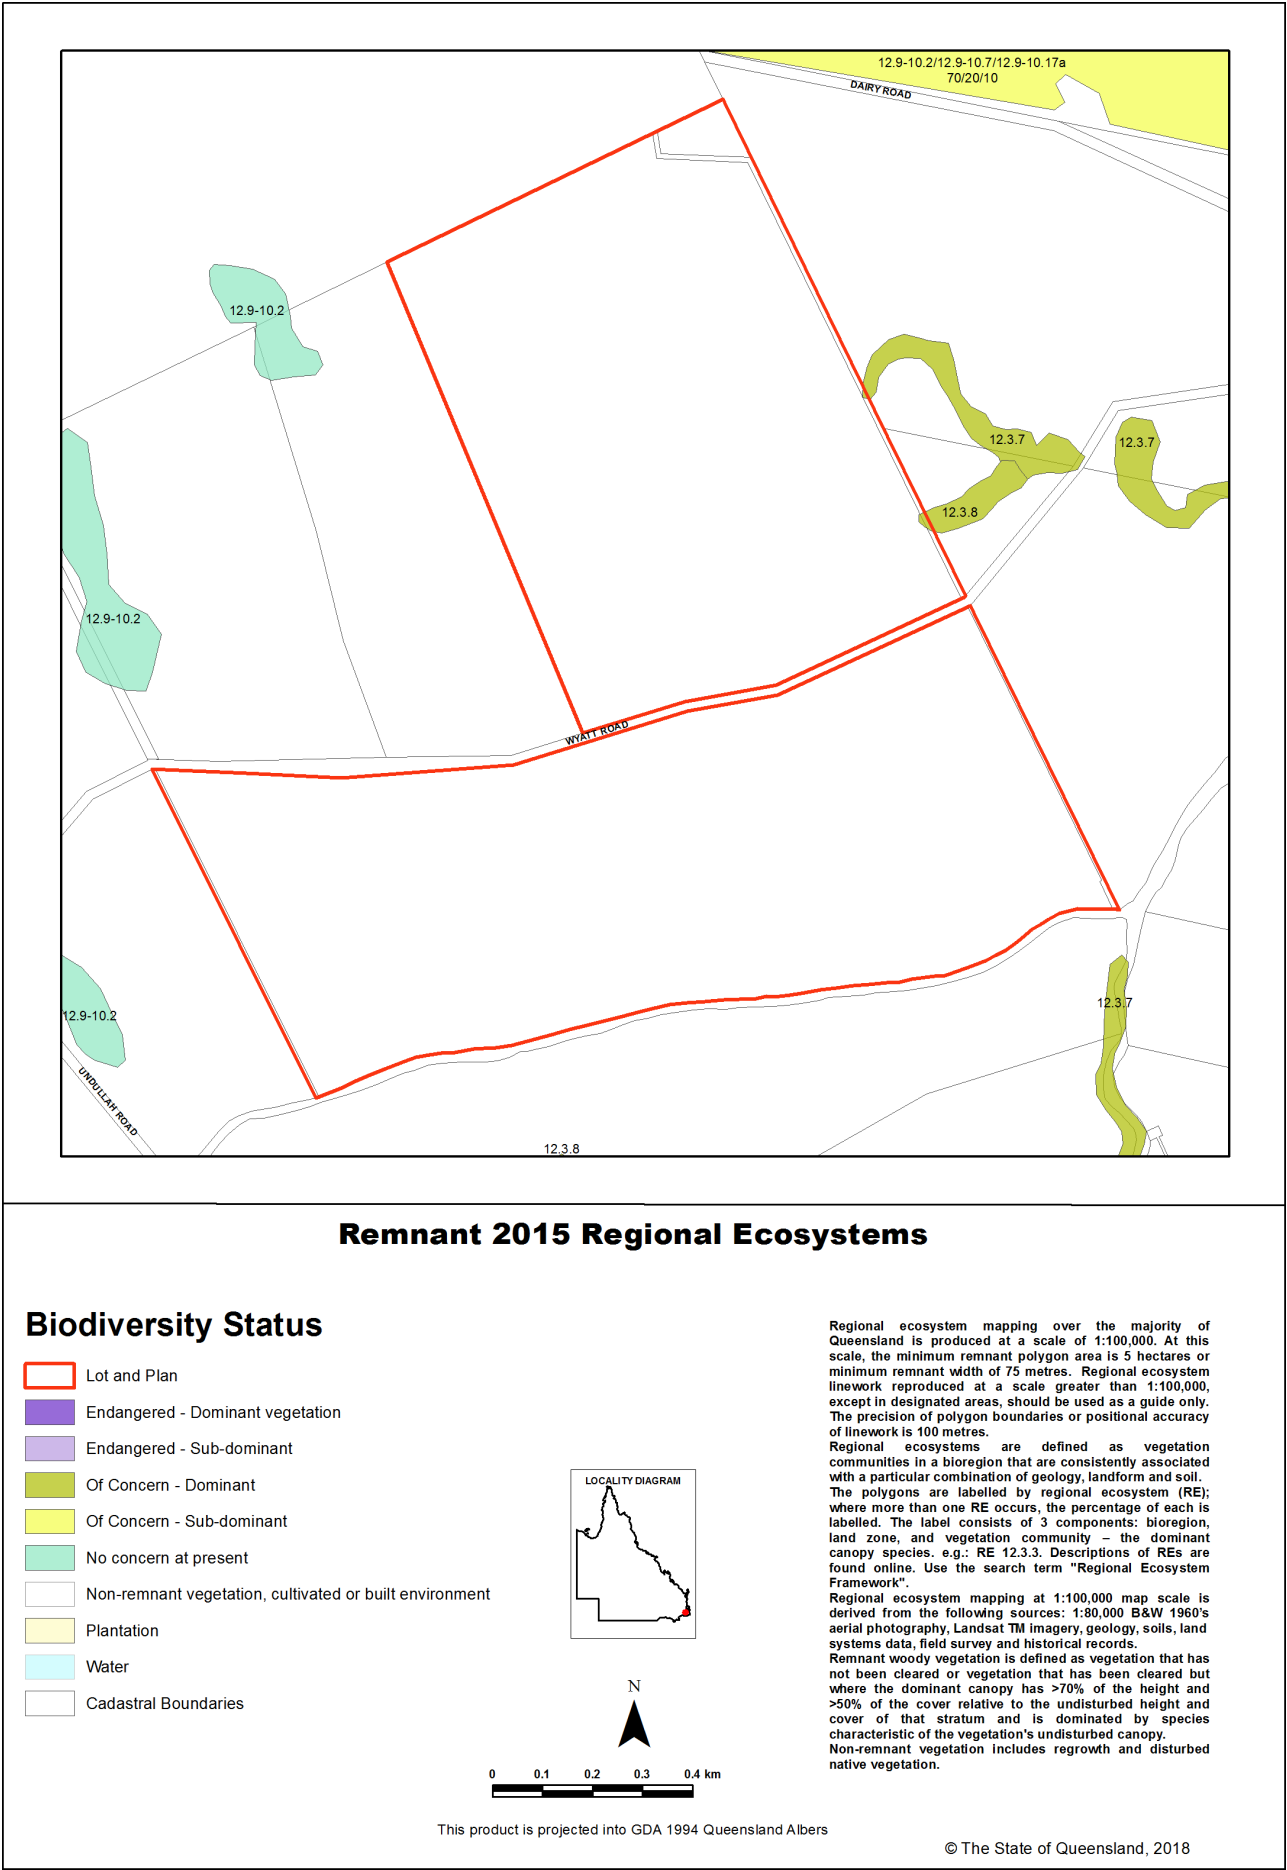 12.9-10.2/12.9-10.7/12.9-10.17a
70/20/10
DAIRY ROAD
12.9-10.2
12.3.7
12.3.7
12.3.8
12.9-10.2
WYATT ROAD
12.3.7
12.9-10.2
UNDULLAH ROAD
12.3.8
Remnant 2015 Regional Ecosystems
Biodiversity Status
Lot and Plan
Endangered - Dominant vegetation
Endangered - Sub-dominant
Of Concern - Dominant
Of Concern - Sub-dominant
No concern at present
Non-remnant vegetation, cultivated or built environment
Plantation
Water
Cadastral Boundaries
LOCALITY DIAGRAM
N
0 0.1 0.2 0.3 0.4 km
This product is projected into GDA 1994 Queensland Albers
Regional ecosystem mapping over the majority of
Queensland is produced at a scale of 1:100,000. At this
scale, the minimum remnant polygon area is 5 hectares or
minimum remnant width of 75 metres. Regional ecosystem
linework reproduced at a scale greater than 1:100,000,
except in designated areas, should be used as a guide only.
The precision of polygon boundaries or positional accuracy
of linework is 100 metres.
Regional ecosystems are defined as vegetation
communities in a bioregion that are consistently associated
with a particular combination of geology, landform and soil.
The polygons are labelled by regional ecosystem (RE);
where more than one RE occurs, the percentage of each is
labelled. The label consists of 3 components: bioregion,
land zone, and vegetation community – the dominant
canopy species. e.g.: RE 12.3.3. Descriptions of REs are
found online. Use the search term "Regional Ecosystem
Framework".
Regional ecosystem mapping at 1:100,000 map scale is
derived from the following sources: 1:80,000 B&W 1960's
aerial photography, Landsat TM imagery, geology, soils, land
systems data, field survey and historical records.
Remnant woody vegetation is defined as vegetation that has
not been cleared or vegetation that has been cleared but
where the dominant canopy has >70% of the height and
>50% of the cover relative to the undisturbed height and
cover of that stratum and is dominated by species
characteristic of the vegetation's undisturbed canopy.
Non-remnant vegetation includes regrowth and disturbed
native vegetation.
© The State of Queensland, 2018